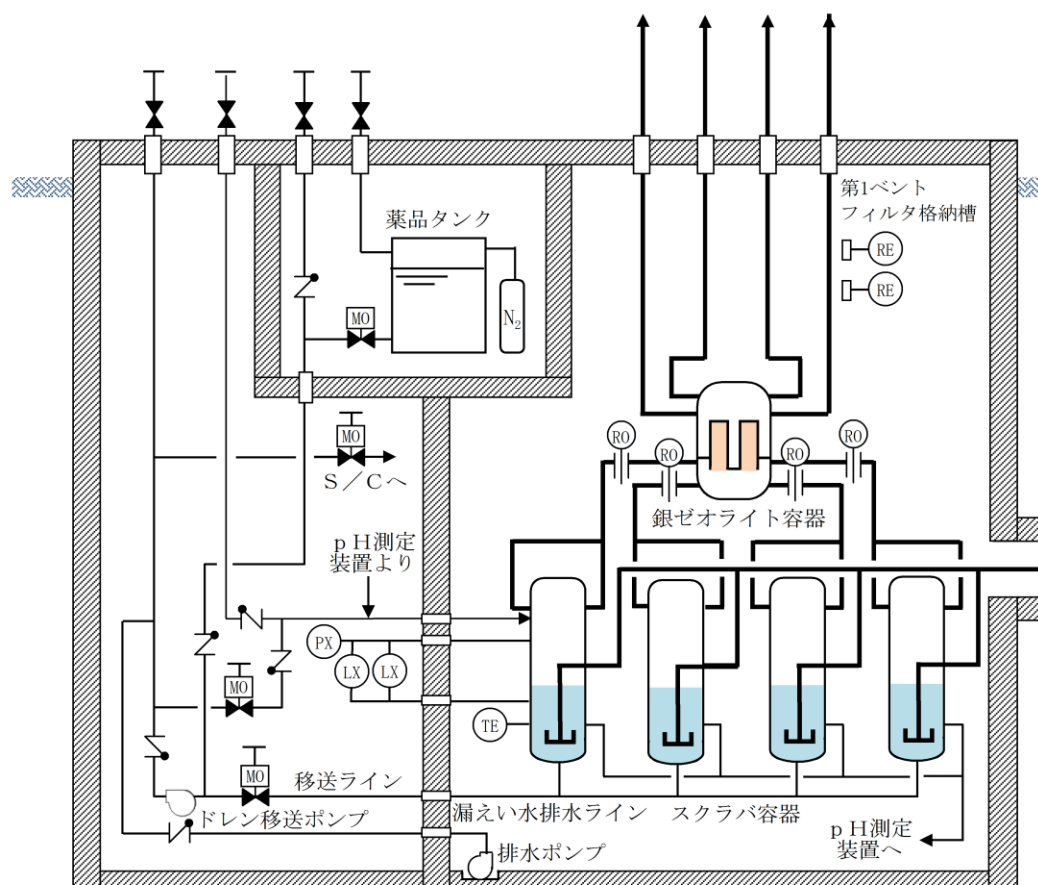 第1ベント
フィルタ格納槽
RE
RE
薬品タンク
MO
N₂
MO
S/Cへ
RO
RO
RO
RO
銀ゼオライト容器
pH測定
装置より
PX
LX
LX
MO
TE
MO
移送ライン
ドレン移送ポンプ
漏えい水排水ライン
スクラバ容器
排水ポンプ
pH測定
装置へ